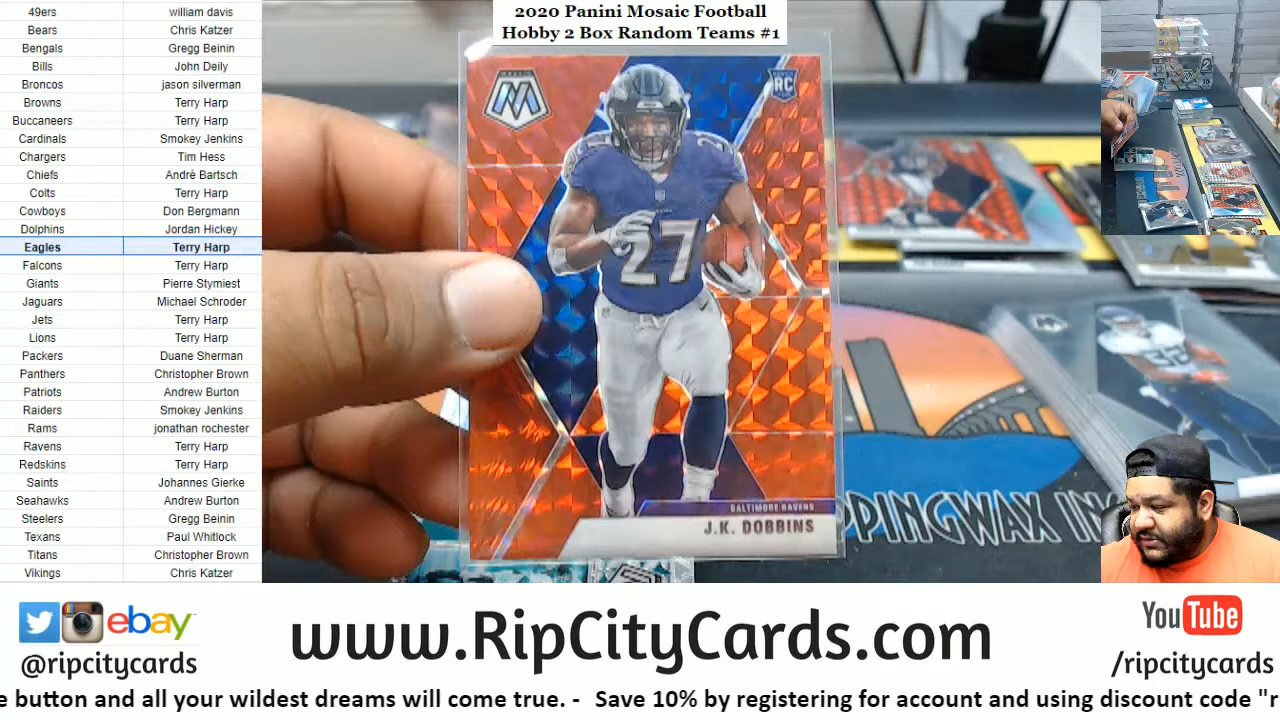 2020 Panini Mosaic Football
Hobby 2 Box Random Teams #1
49ers william davis
Bears Chris Katzer
Bengals Gregg Beinin
Bills John Deily
Broncos jason silverman
Browns Terry Harp
Buccaneers Terry Harp
Cardinals Smokey Jenkins
Chargers Tim Hess
Chiefs Andrè Bartsch
Colts Terry Harp
Cowboys Don Bergmann
Dolphins Jordan Hickey
Eagles Terry Harp
Falcons Terry Harp
Giants Pierre Stymiest
Jaguars Michael Schroder
Jets Terry Harp
Lions Terry Harp
Packers Duane Sherman
Panthers Christopher Brown
Patriots Andrew Burton
Raiders Smokey Jenkins
Rams jonathan rochester
Ravens Terry Harp
Redskins Terry Harp
Saints Johannes Gierke
Seahawks Andrew Burton
Steelers Gregg Beinin
Texans Paul Whitlock
Titans Christopher Brown
Vikings Chris Katzer
MOSAIC
RC
27
BALTIMORE RAVENS
J.K. DOBBINS
PPINGWAX IN
ebay
@ripcitycards
www.RipCityCards.com
YouTube
/ripcitycards
e button and all your wildest dreams will come true. - Save 10% by registering for account and using discount code "r